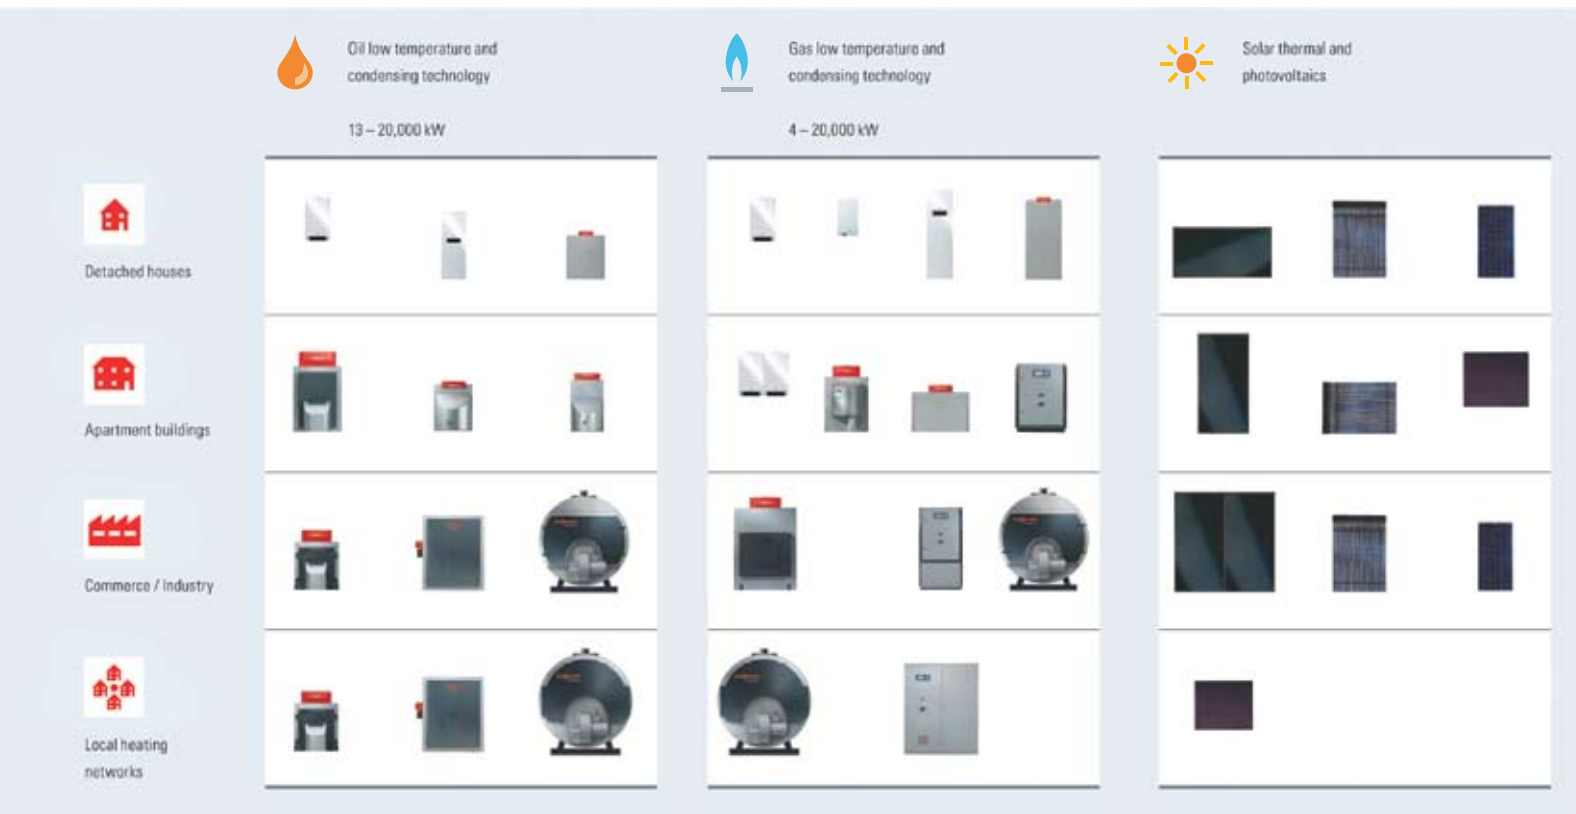 Oil low temperature and
condensing technology
13 – 20,000 kW
Gas low temperature and
condensing technology
4 – 20,000 kW
Solar thermal and
photovoltaics
Detached houses
Apartment buildings
Commerce / Industry
Local heating
networks